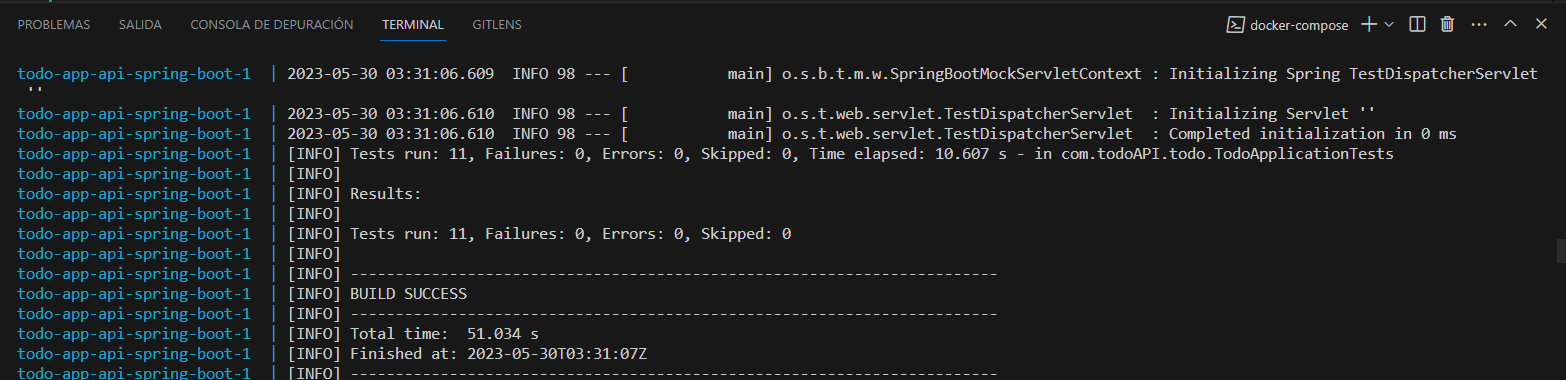 PROBLEMAS SALIDA CONSOLA DE DEPURACIÓN TERMINAL GITLENS docker-compose
todo-app-api-spring-boot-1  | 2023-05-30 03:31:06.609  INFO 98 --- [           main] o.s.b.t.m.w.SpringBootMockServletContext : Initializing Spring TestDispatcherServlet
''
todo-app-api-spring-boot-1  | 2023-05-30 03:31:06.610  INFO 98 --- [           main] o.s.t.web.servlet.TestDispatcherServlet  : Initializing Servlet ''
todo-app-api-spring-boot-1  | 2023-05-30 03:31:06.610  INFO 98 --- [           main] o.s.t.web.servlet.TestDispatcherServlet  : Completed initialization in 0 ms
todo-app-api-spring-boot-1  | [INFO] Tests run: 11, Failures: 0, Errors: 0, Skipped: 0, Time elapsed: 10.607 s - in com.todoAPI.todo.TodoApplicationTests
todo-app-api-spring-boot-1  | [INFO]
todo-app-api-spring-boot-1  | [INFO] Results:
todo-app-api-spring-boot-1  | [INFO]
todo-app-api-spring-boot-1  | [INFO] Tests run: 11, Failures: 0, Errors: 0, Skipped: 0
todo-app-api-spring-boot-1  | [INFO]
todo-app-api-spring-boot-1  | [INFO] ------------------------------------------------------------------------
todo-app-api-spring-boot-1  | [INFO] BUILD SUCCESS
todo-app-api-spring-boot-1  | [INFO] ------------------------------------------------------------------------
todo-app-api-spring-boot-1  | [INFO] Total time:  51.034 s
todo-app-api-spring-boot-1  | [INFO] Finished at: 2023-05-30T03:31:07Z
todo-app-api-spring-boot-1  | [INFO] ------------------------------------------------------------------------